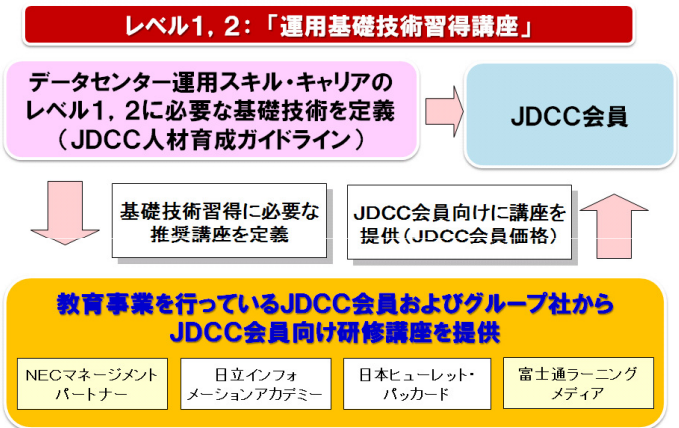 レベル1，2：「運用基礎技術習得講座」
データセンター運用スキル・キャリアの
レベル1，2に必要な基礎技術を定義
（JDCC人材育成ガイドライン）
JDCC会員
基礎技術習得に必要な
推奨講座を定義
JDCC会員向けに講座を
提供（JDCC会員価格）
教育事業を行っているJDCC会員およびグループ社から
JDCC会員向け研修講座を提供
NECマネージメント
パートナー
日立インフォ
メーションアカデミー
日本ヒューレット・
パッカード
富士通ラーニング
メディア